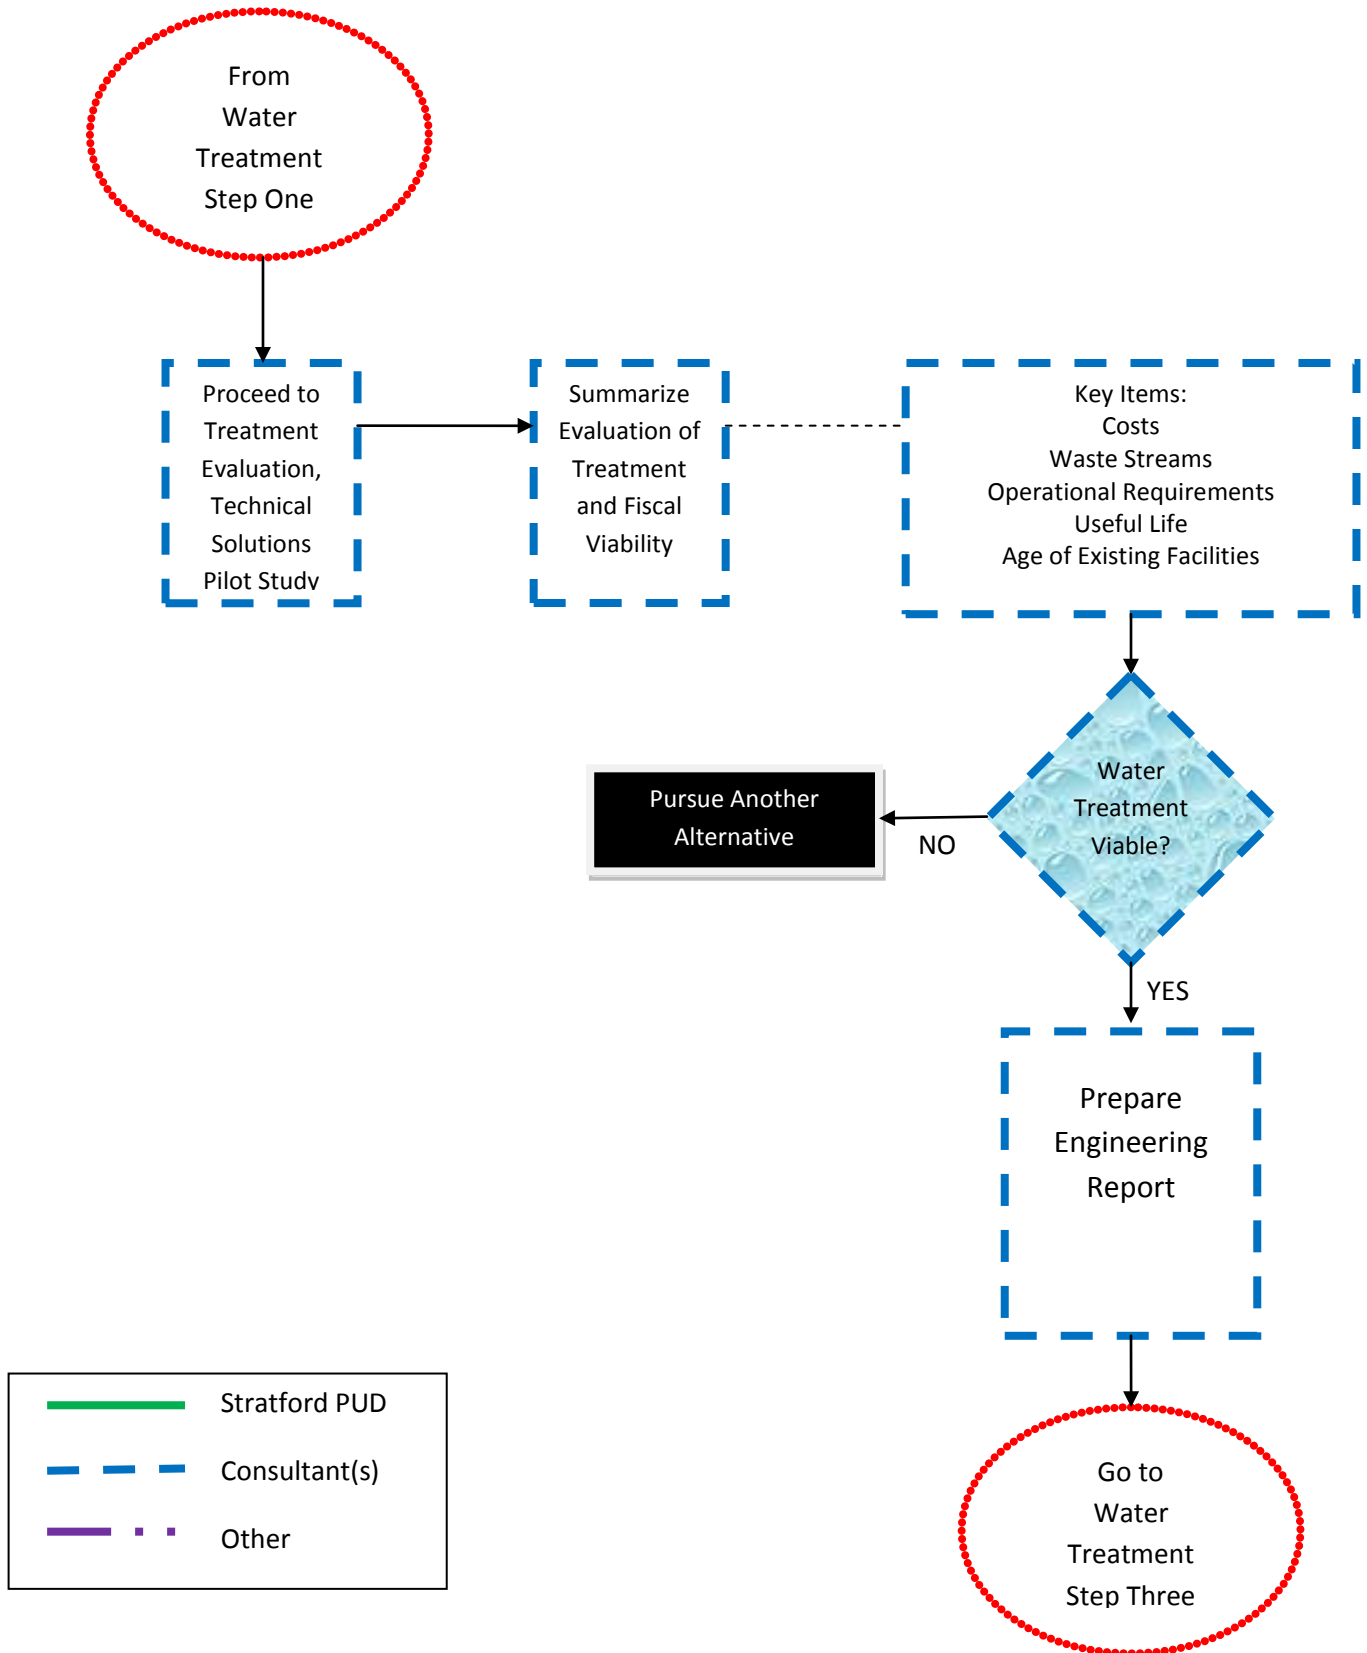 From
Water
Treatment
Step One
Proceed to
Treatment
Evaluation,
Technical
Solutions
Pilot Study
Summarize
Evaluation of
Treatment
and Fiscal
Viability
Key Items:
Costs
Waste Streams
Operational Requirements
Useful Life
Age of Existing Facilities
Water
Treatment
Viable?
Pursue Another
Alternative
NO
YES
Prepare
Engineering
Report
Stratford PUD
Consultant(s)
Other
Go to
Water
Treatment
Step Three